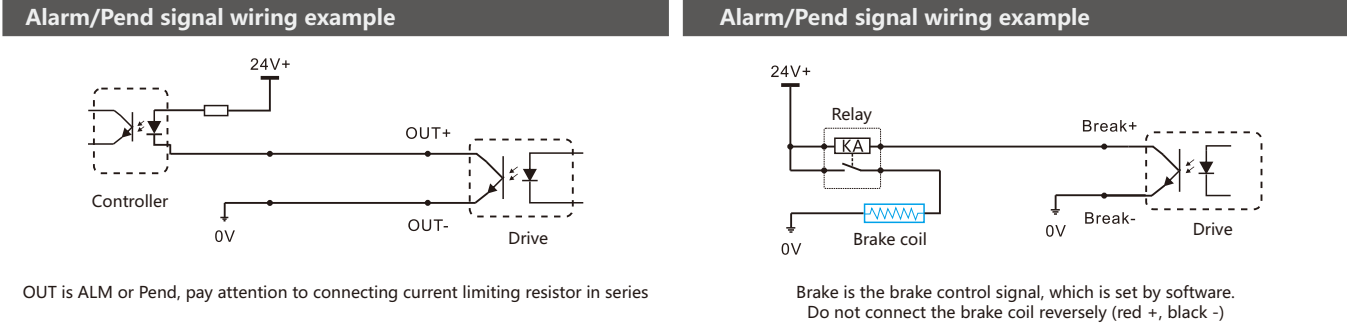 Alarm/Pend signal wiring example
24V+
OUT+
Controller
0V
OUT-
Drive
OUT is ALM or Pend, pay attention to connecting current limiting resistor in series
Alarm/Pend signal wiring example
24V+
Relay
KA
Break+
0V
Brake coil
0V
Break-
Drive
Brake is the brake control signal, which is set by software.
Do not connect the brake coil reversely (red +, black -)